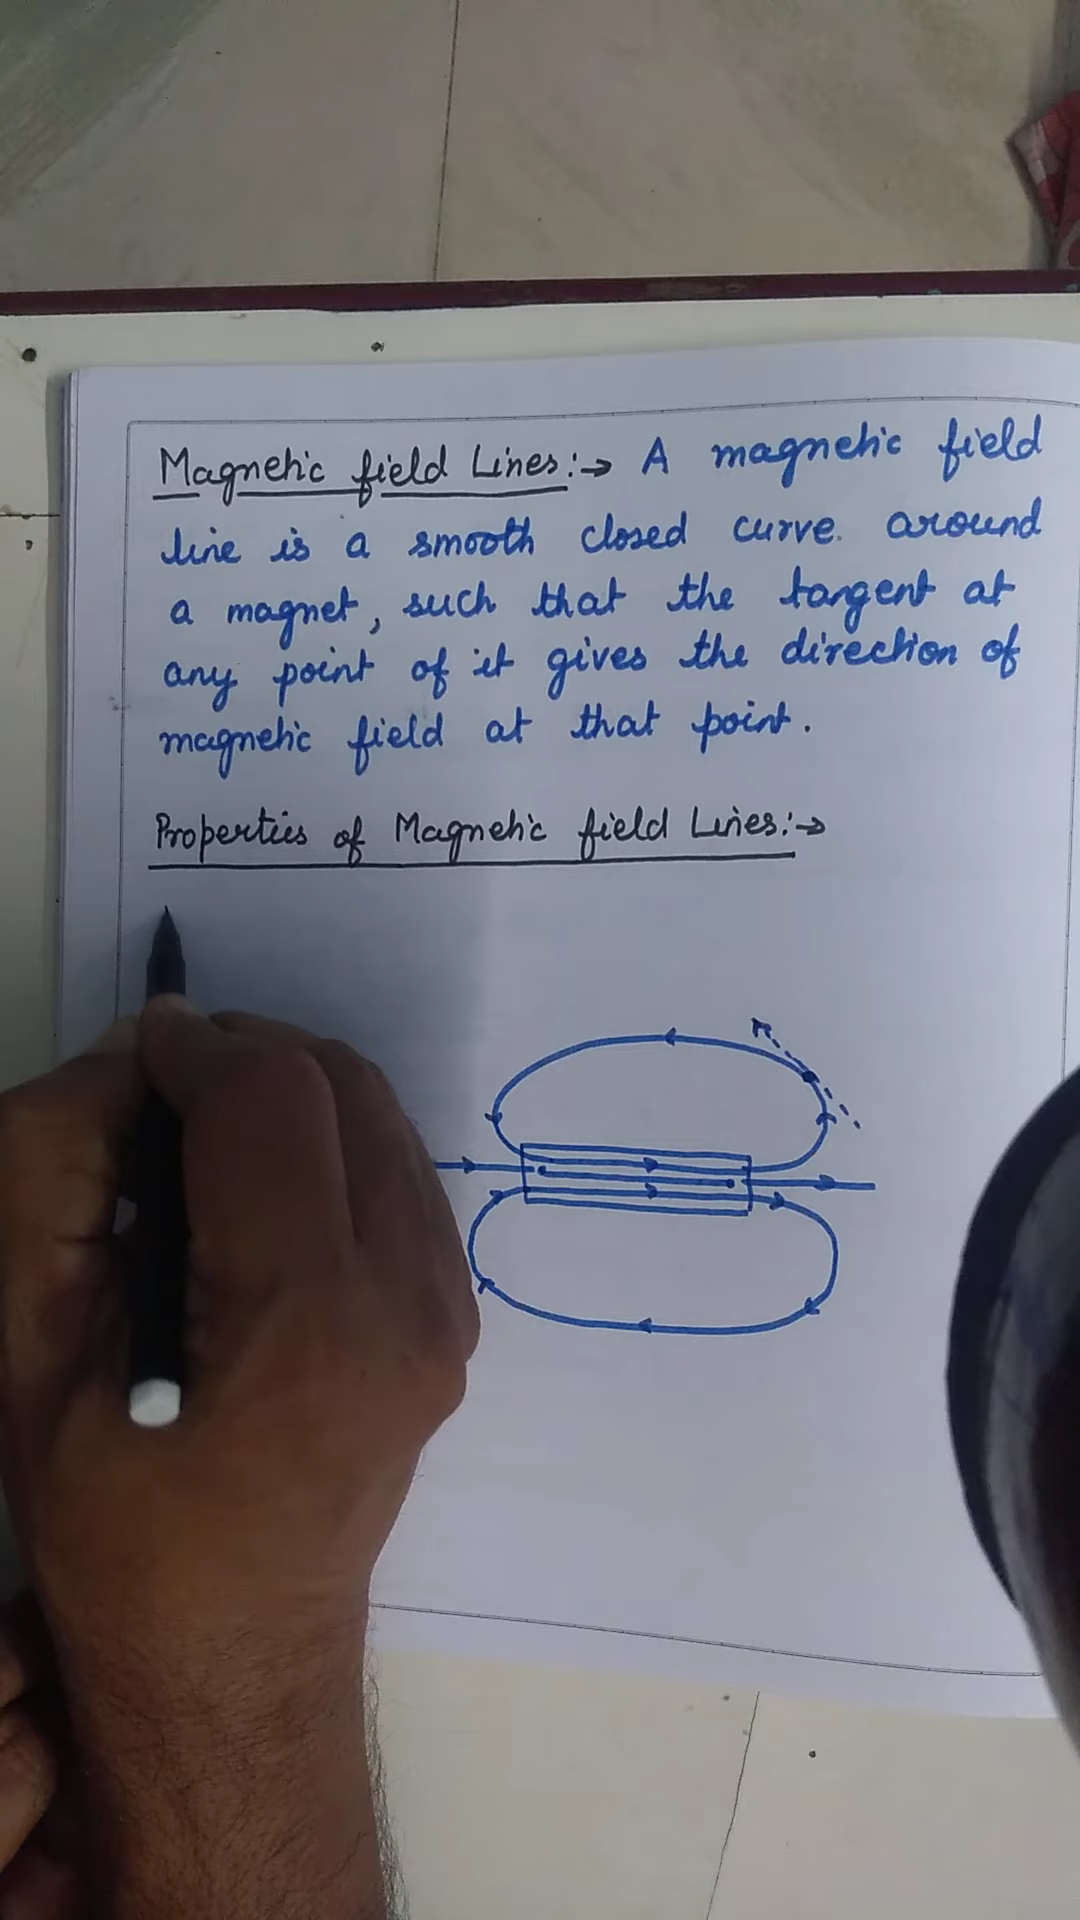 Magnetic field Lines:→ A magnetic field
line is a smooth closed curve. around
a magnet, such that the tangent at
any point of it gives the direction of
magnetic field at that point.
Properties of Magnetic field Lines:→